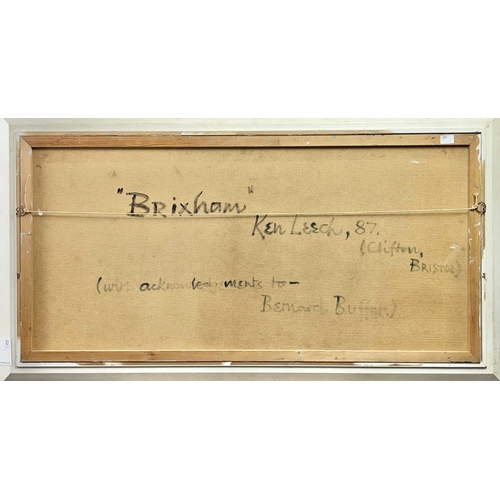 "BRixham"
Ken Leech, 87.
(Clifton,
BRISTOL)
(with acknowledgments to —
Bernard Buffet.)